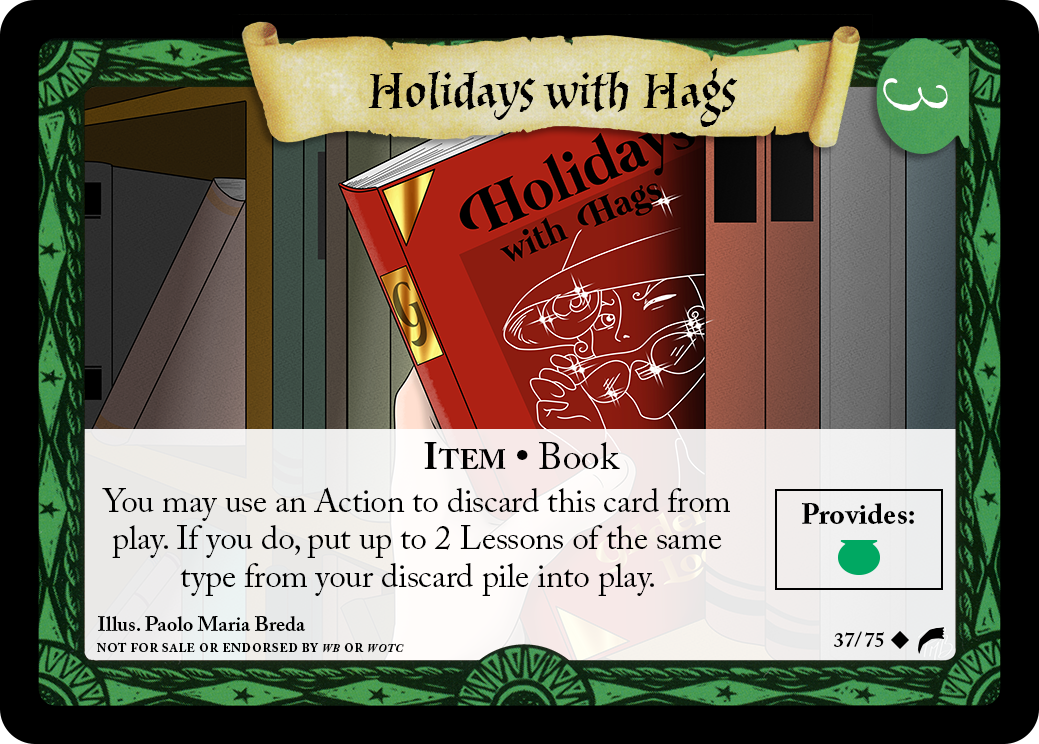 Holidays with Hags
3
Holidays
with Hags
G
ITEM • Book
You may use an Action to discard this card from
play. If you do, put up to 2 Lessons of the same
type from your discard pile into play.
Provides:
Illus. Paolo Maria Breda
NOT FOR SALE OR ENDORSED BY WB OR WOTC
37/75